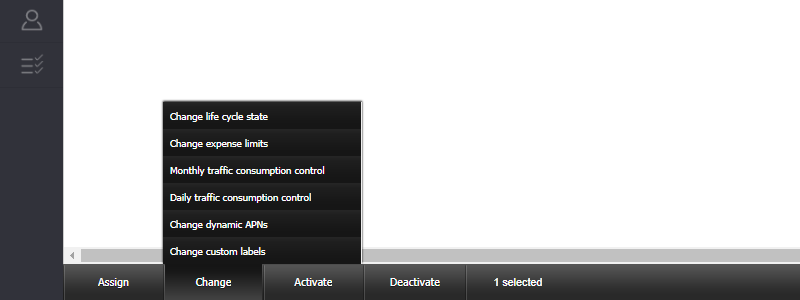 Change life cycle state
Change expense limits
Monthly traffic consumption control
Daily traffic consumption control
Change dynamic APNs
Change custom labels
Assign Change Activate Deactivate 1 selected